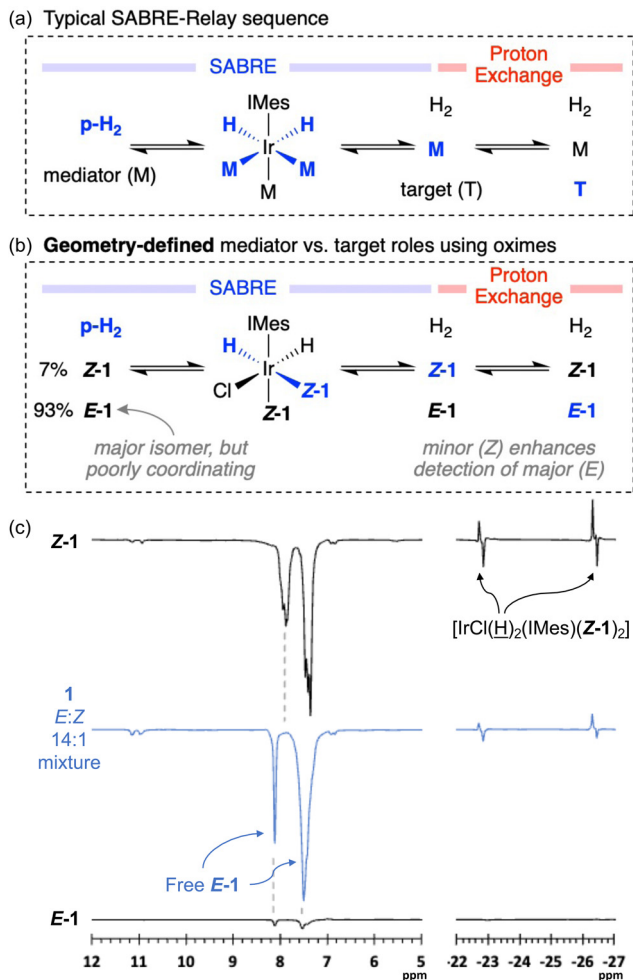 (a) Typical SABRE-Relay sequence
SABRE
Proton
Exchange
p-H₂
mediator (M)
IMes
H H
Ir
M M
M
H₂
M
target (T)
H₂
M
T
(b) Geometry-defined mediator vs. target roles using oximes
SABRE
Proton
Exchange
p-H₂
7% Z-1
93% E-1
major isomer, but
poorly coordinating
IMes
H H
Ir
Cl Z-1
Z-1
H₂
Z-1
E-1
minor (Z) enhances
detection of major (E)
H₂
Z-1
E-1
(c)
Z-1
[IrCl(H)₂(IMes)(Z-1)₂]
1
E:Z
14:1
mixture
Free E-1
E-1
12 11 10 9 8 7 6 5
ppm
-22 -23 -24 -25 -26 -27
ppm